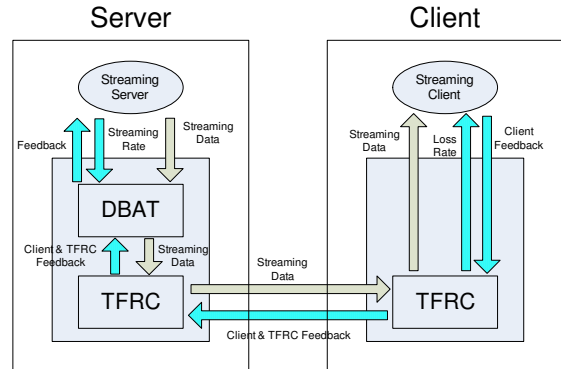 Server
Client
Streaming
Server
Streaming
Client
Feedback
Streaming
Rate
Streaming
Data
Streaming
Data
Loss
Rate
Client
Feedback
DBAT
Client & TFRC
Feedback
Streaming
Data
Streaming
Data
TFRC
TFRC
Client & TFRC Feedback